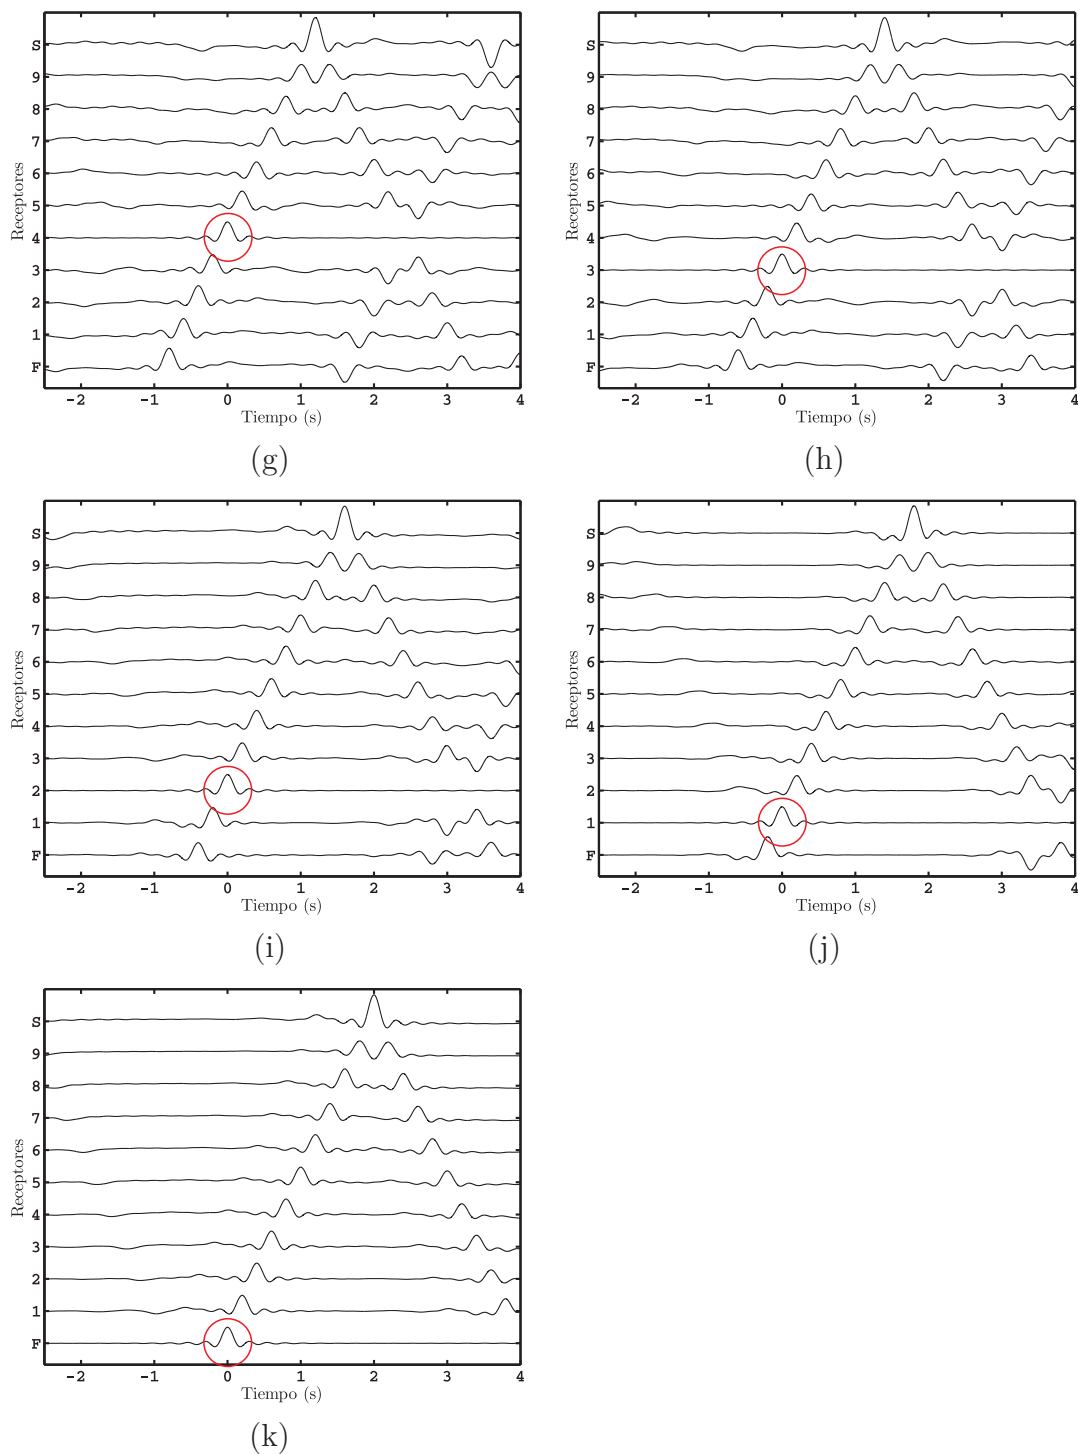 S S
9 9
8 8
7 7
6 6
5 5
4 4
3 3
2 2
1 1
F F
Receptores Receptores
-2 -1 0 1 2 3 4 -2 -1 0 1 2 3 4
Tiempo (s) Tiempo (s)
(g) (h)
S S
9 9
8 8
7 7
6 6
5 5
4 4
3 3
2 2
1 1
F F
Receptores Receptores
-2 -1 0 1 2 3 4 -2 -1 0 1 2 3 4
Tiempo (s) Tiempo (s)
(i) (j)
S
9
8
7
6
5
4
3
2
1
F
Receptores
-2 -1 0 1 2 3 4
Tiempo (s)
(k)